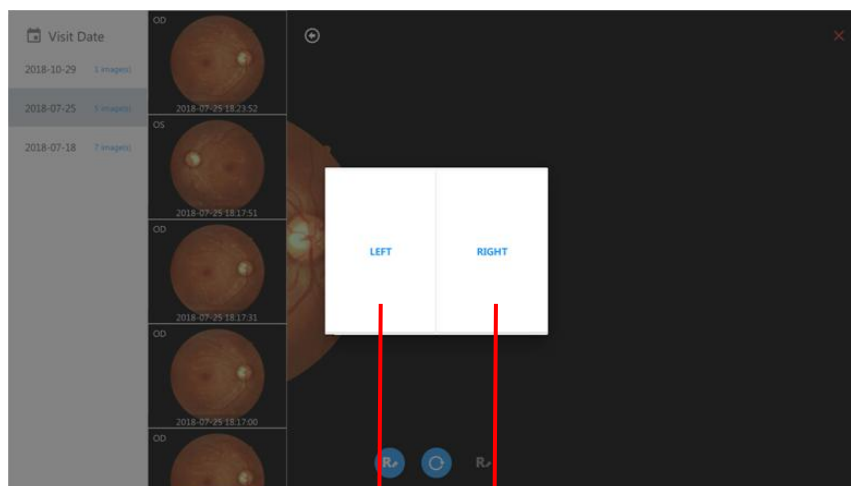 Visit Date
2018-10-29 1 image(s)
2018-07-25 5 image(s)
2018-07-18 7 image(s)
OD
2018-07-25 18:23:52
OS
2018-07-25 18:17:51
OD
2018-07-25 18:17:31
OD
2018-07-25 18:17:00
OD
LEFT RIGHT
R R